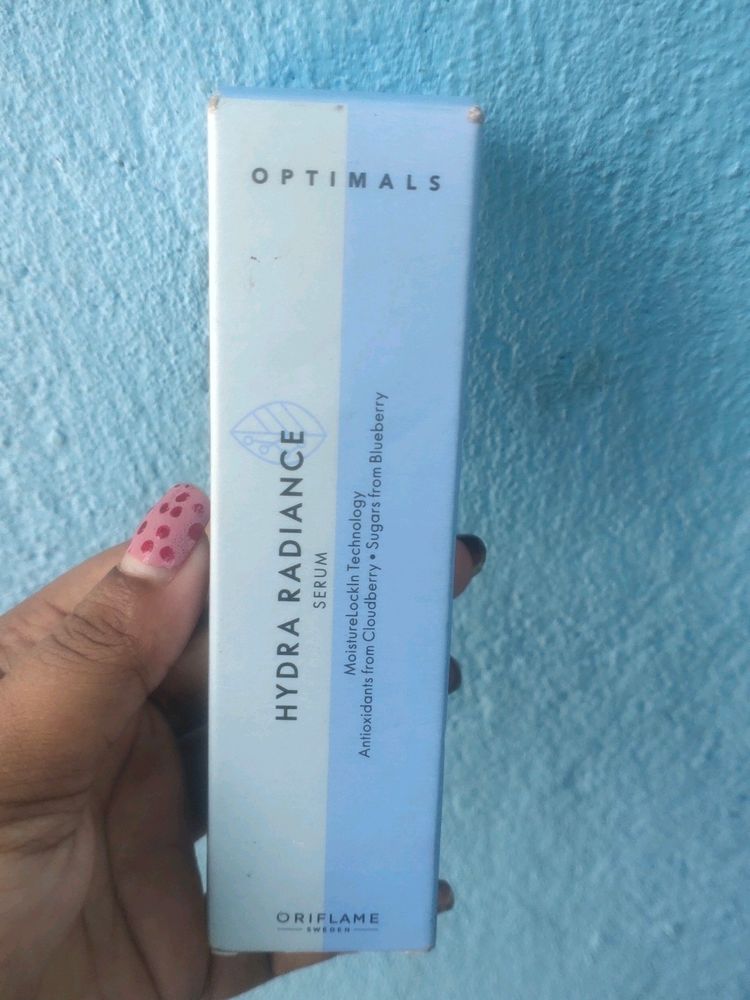 OPTIMALS
HYDRA RADIANCE
SERUM
MoistureLockIn Technology
Antioxidants from Cloudberry • Sugars from Blueberry
ORIFLAME
SWEDEN